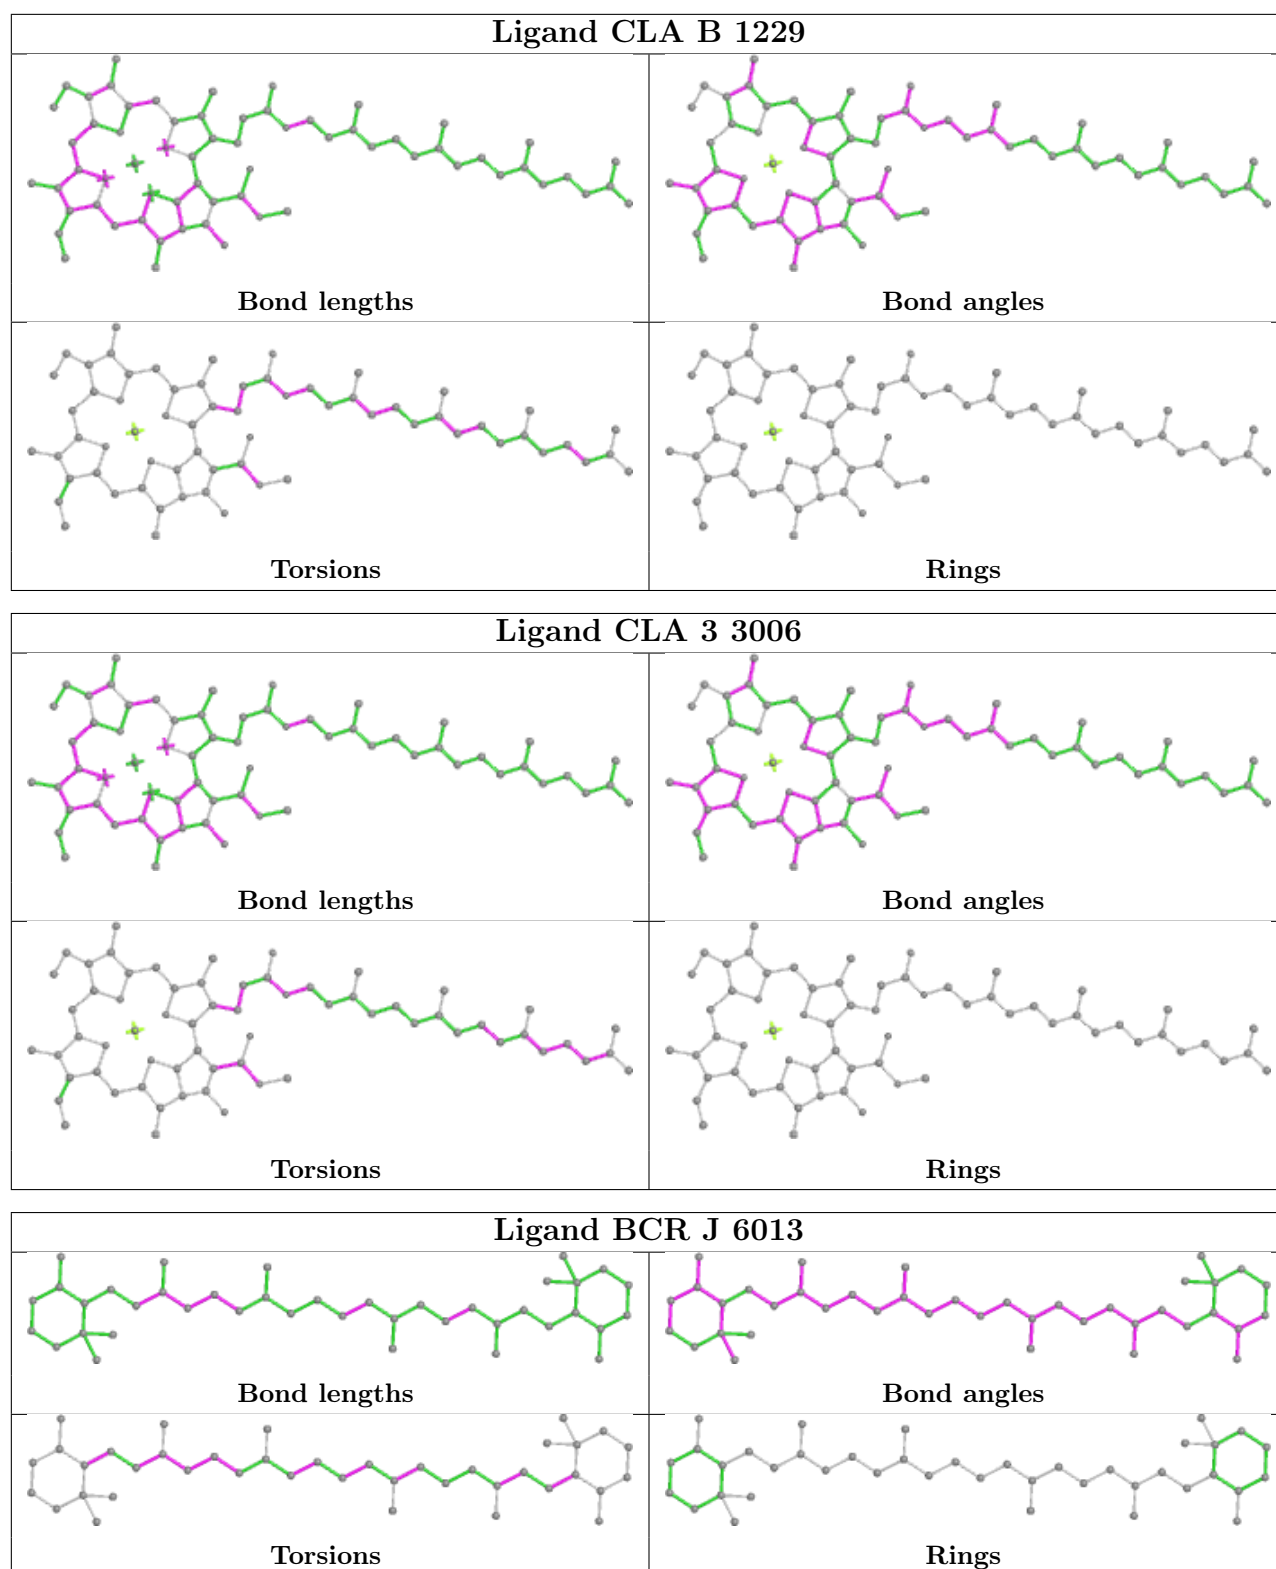 Ligand CLA B 1229
Bond lengths
Bond angles
Torsions
Rings
Ligand CLA 3 3006
Bond lengths
Bond angles
Torsions
Rings
Ligand BCR J 6013
Bond lengths
Bond angles
Torsions
Rings